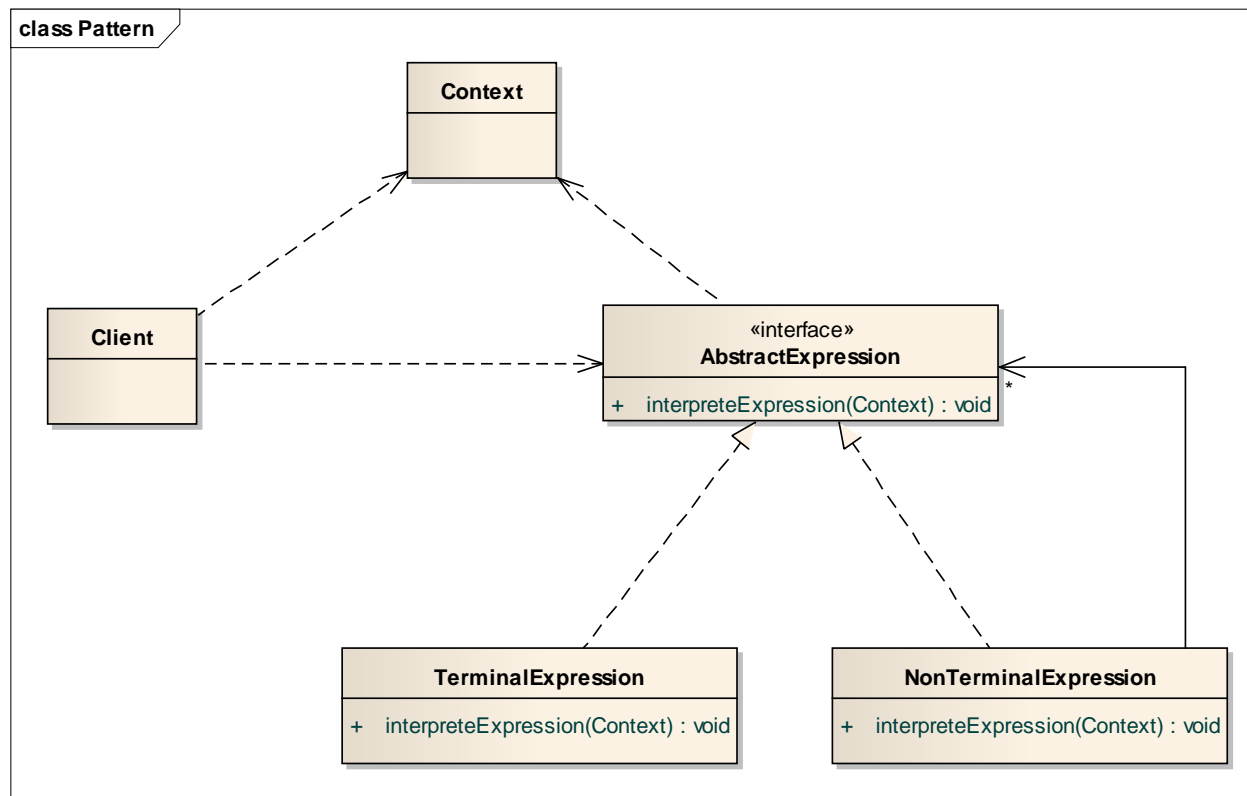 class Pattern
Context
Client
«interface»
AbstractExpression
+ interpreteExpression(Context) : void
*
TerminalExpression
+ interpreteExpression(Context) : void
NonTerminalExpression
+ interpreteExpression(Context) : void